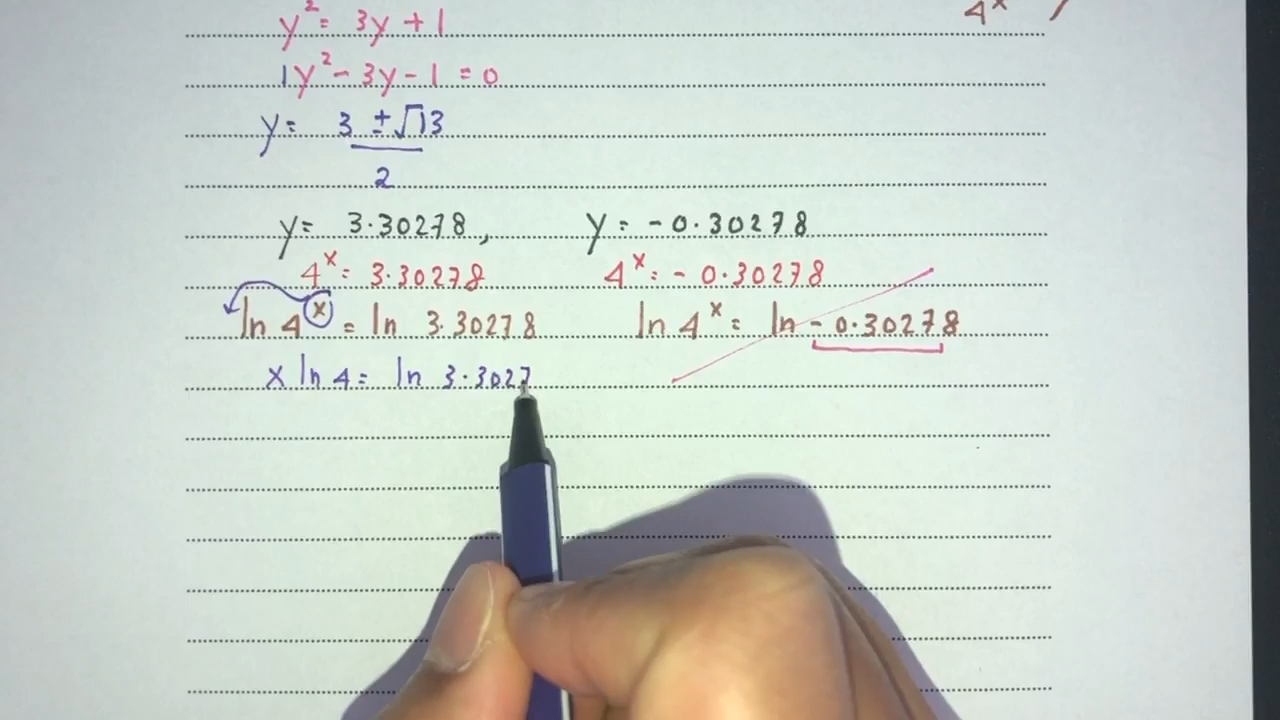 y² = 3y + 1
4ˣ
1y² - 3y - 1 = 0
y = 3 ± √13
2
y = 3.30278, y = -0.30278
4ˣ = 3.30278 4ˣ = -0.30278
ln 4ˣ = ln 3.30278 ln 4ˣ = ln -0.30278
x ln 4 = ln 3.3027